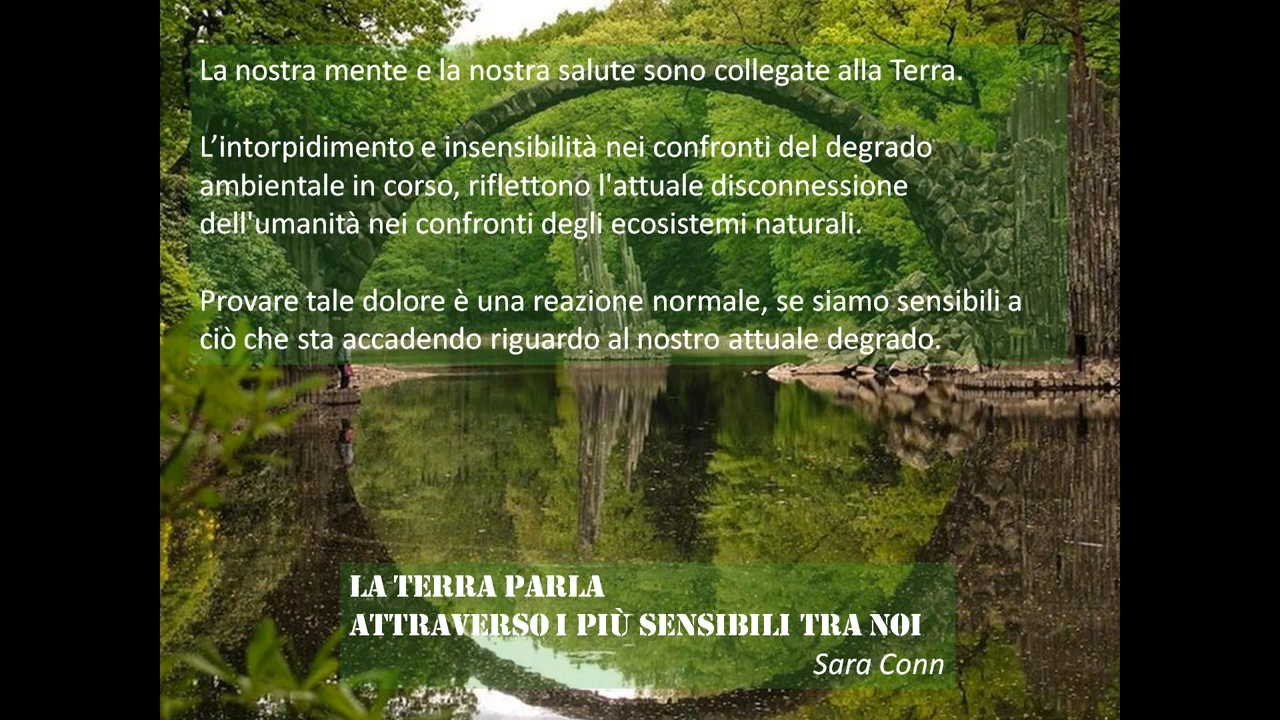 La nostra mente e la nostra salute sono collegate alla Terra.
L’intorpidimento e insensibilità nei confronti del degrado
ambientale in corso, riflettono l'attuale disconnessione
dell'umanità nei confronti degli ecosistemi naturali.
Provare tale dolore è una reazione normale, se siamo sensibili a
ciò che sta accadendo riguardo al nostro attuale degrado.
LA TERRA PARLA
ATTRAVERSO I PIÙ SENSIBILI TRA NOI
Sara Conn